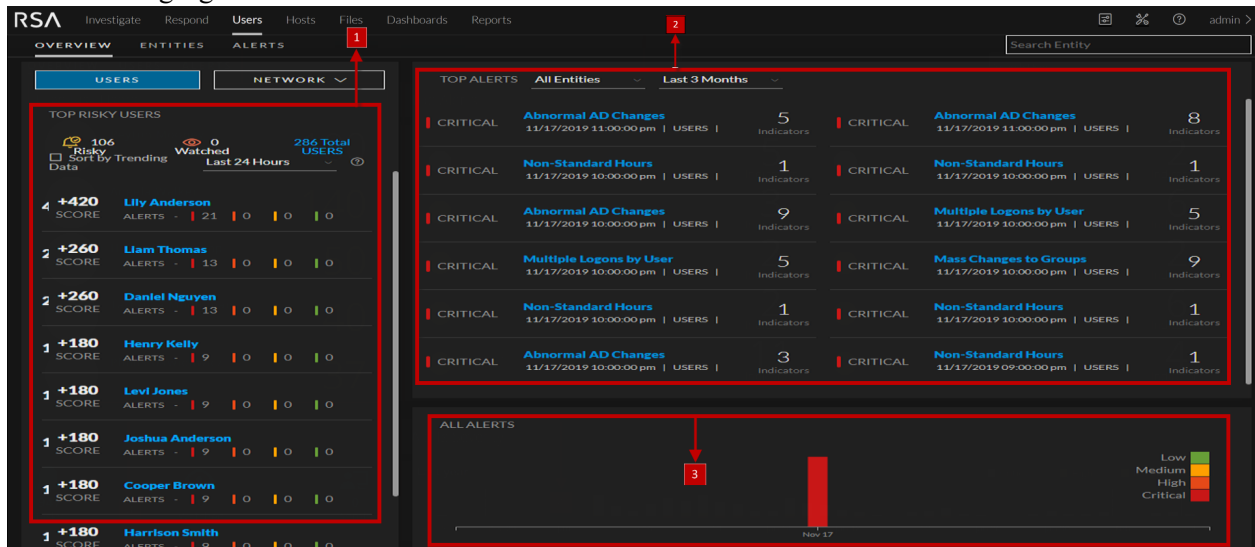 RSA Investigate Respond Users Hosts Files Dashboards Reports admin >
OVERVIEW ENTITIES ALERTS Search Entity
1
2
USERS NETWORK
TOP RISKY USERS
106 Risky
0 Watched
286 Total USERS
Sort by Trending Data
Last 24 Hours
4 +420 SCORE
Lily Anderson
ALERTS - 21 0 0 0
2 +260 SCORE
Liam Thomas
ALERTS - 13 0 0 0
2 +260 SCORE
Daniel Nguyen
ALERTS - 13 0 0 0
1 +180 SCORE
Henry Kelly
ALERTS - 9 0 0 0
1 +180 SCORE
Levi Jones
ALERTS - 9 0 0 0
1 +180 SCORE
Joshua Anderson
ALERTS - 9 0 0 0
1 +180 SCORE
Cooper Brown
ALERTS - 9 0 0 0
1 +180 SCORE
Harrison Smith
ALERTS - 9 0 0 0
TOP ALERTS All Entities Last 3 Months
CRITICAL
Abnormal AD Changes
11/17/2019 11:00:00 pm | USERS |
5
Indicators
CRITICAL
Abnormal AD Changes
11/17/2019 11:00:00 pm | USERS |
8
Indicators
CRITICAL
Non-Standard Hours
11/17/2019 10:00:00 pm | USERS |
1
Indicators
CRITICAL
Non-Standard Hours
11/17/2019 10:00:00 pm | USERS |
1
Indicators
CRITICAL
Abnormal AD Changes
11/17/2019 10:00:00 pm | USERS |
9
Indicators
CRITICAL
Multiple Logons by User
11/17/2019 10:00:00 pm | USERS |
5
Indicators
CRITICAL
Multiple Logons by User
11/17/2019 10:00:00 pm | USERS |
5
Indicators
CRITICAL
Mass Changes to Groups
11/17/2019 10:00:00 pm | USERS |
9
Indicators
CRITICAL
Non-Standard Hours
11/17/2019 10:00:00 pm | USERS |
1
Indicators
CRITICAL
Non-Standard Hours
11/17/2019 10:00:00 pm | USERS |
1
Indicators
CRITICAL
Abnormal AD Changes
11/17/2019 10:00:00 pm | USERS |
3
Indicators
CRITICAL
Non-Standard Hours
11/17/2019 09:00:00 pm | USERS |
1
Indicators
ALL ALERTS
3
Low
Medium
High
Critical
Nov 17